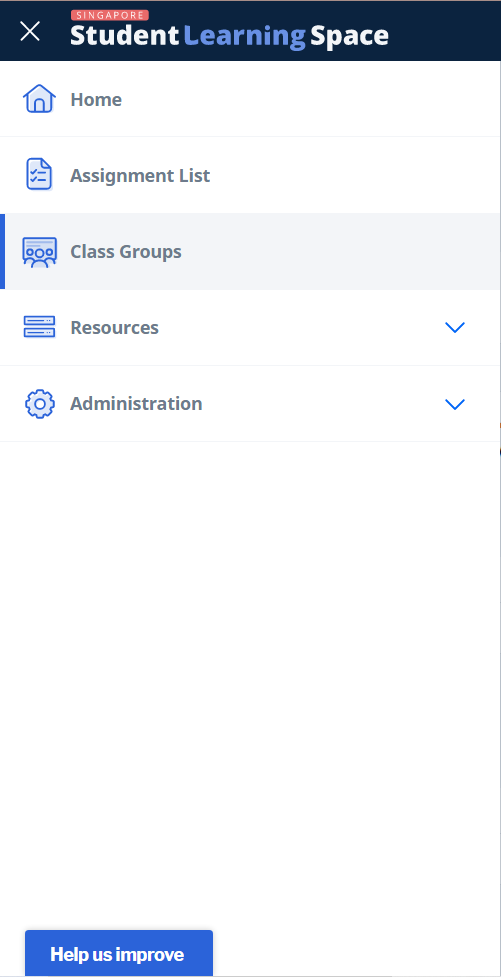 SINGAPORE
Student Learning Space
Home
Assignment List
Class Groups
Resources
Administration
Help us improve